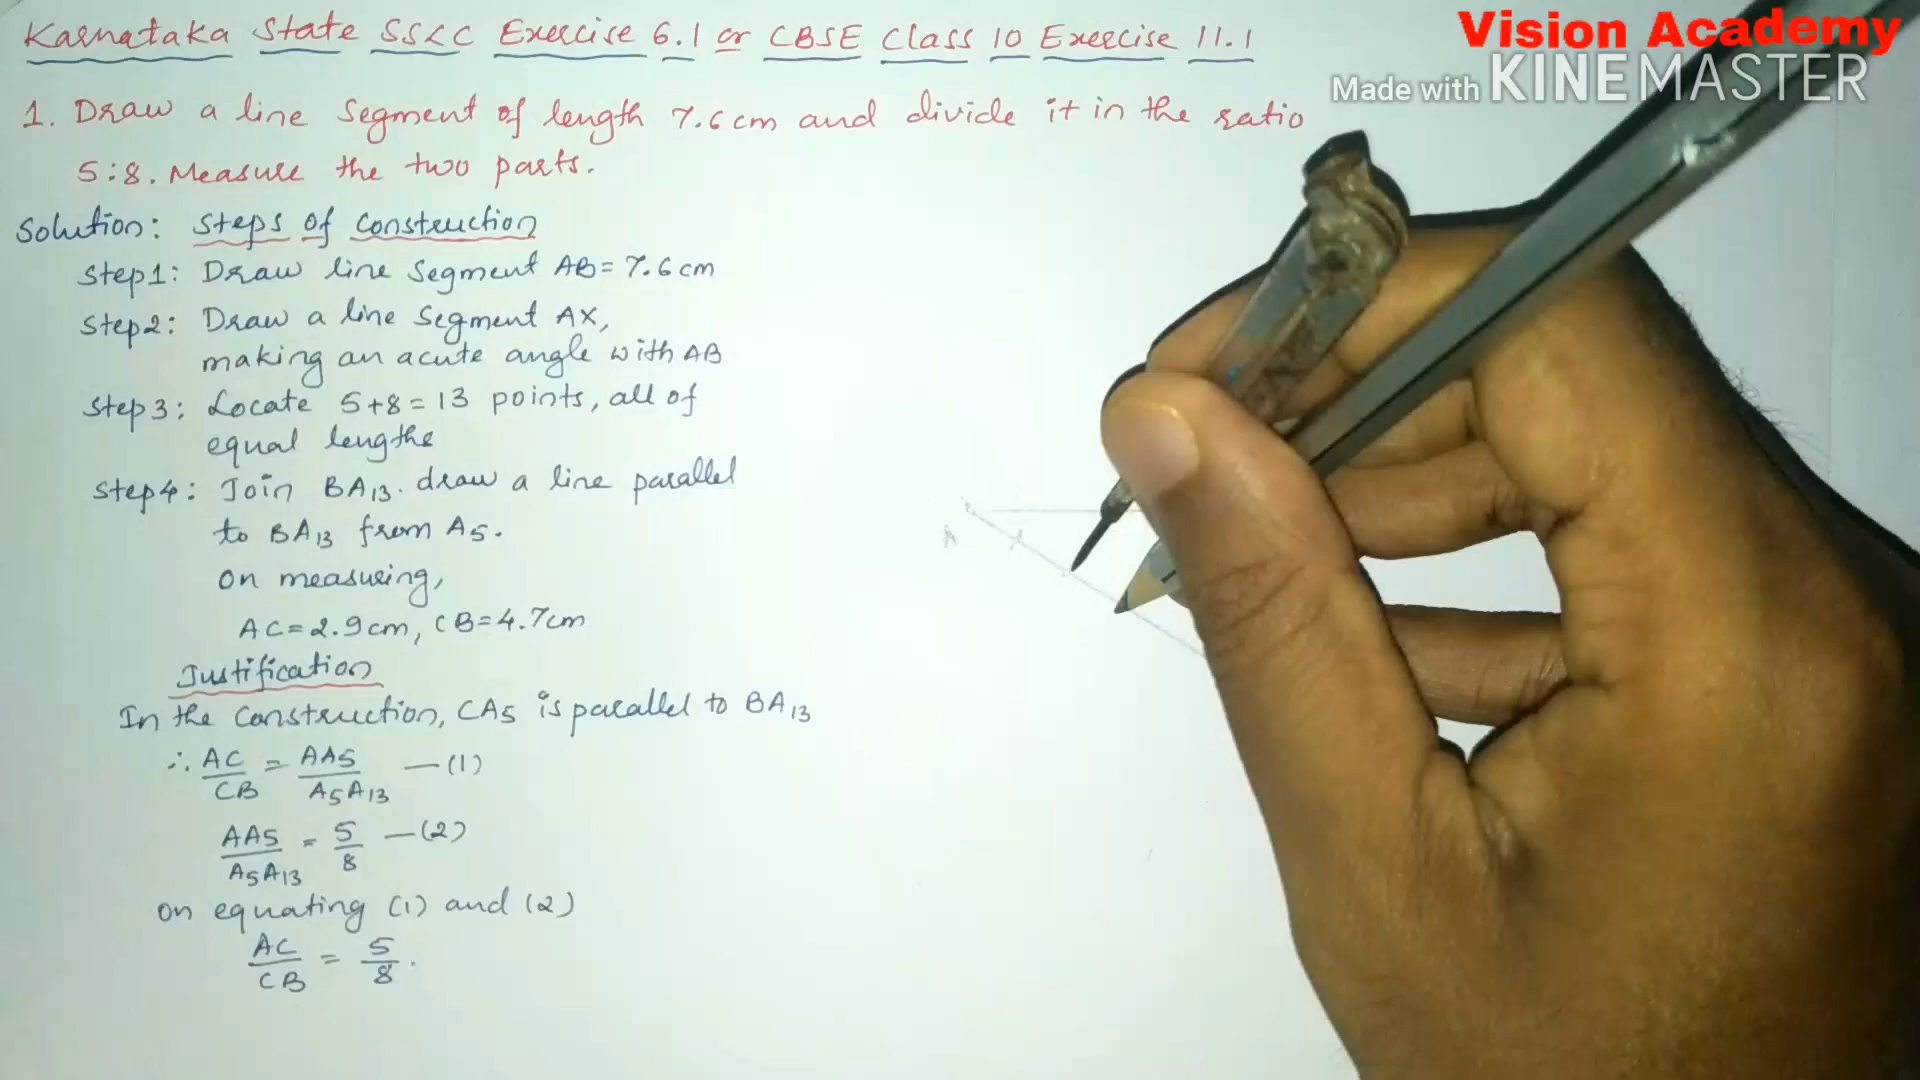 Karnataka State SSLC Exercise 6.1 or CBSE Class 10 Exercise 11.1
Vision Academy
Made with KINEMASTER
1. Draw a line segment of length 7.6 cm and divide it in the ratio
5:8. Measure the two parts.
Solution: Steps of Construction
Step1: Draw line segment AB = 7.6 cm
Step2: Draw a line segment AX,
making an acute angle with AB
Step3: Locate 5+8=13 points, all of
equal lengths
Step4: Join BA13. draw a line parallel
to BA13 from A5.
On measuring,
AC=2.9cm, CB=4.7cm
Justification
In the Construction, CA5 is parallel to BA13
∴ AC/CB = AA5/A5A13 —(1)
AA5/A5A13 = 5/8 —(2)
On equating (1) and (2)
AC/CB = 5/8.
A